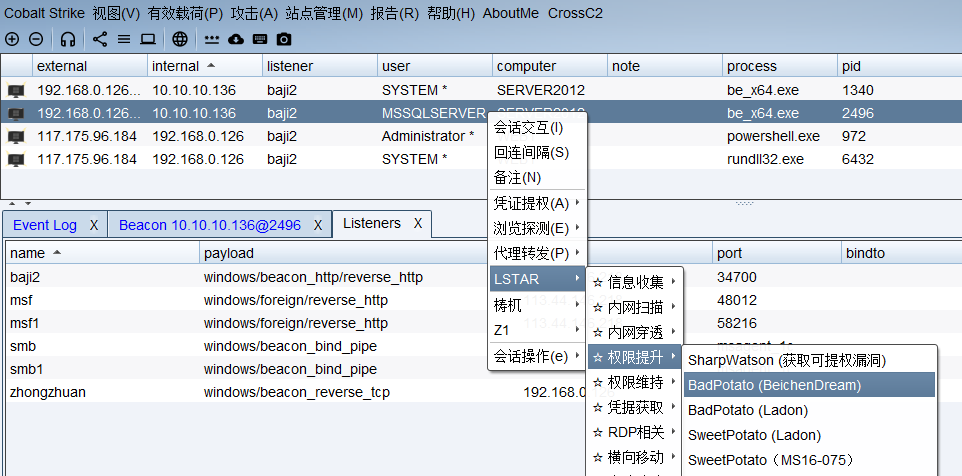 Cobalt Strike 视图(V) 有效载荷(P) 攻击(A) 站点管理(M) 报告(R) 帮助(H) AboutMe CrossC2
external internal listener user computer note process pid
192.168.0.126... 10.10.10.136 baji2 SYSTEM * SERVER2012 be_x64.exe 1340
192.168.0.126... 10.10.10.136 baji2 MSSQLSERVER be_x64.exe 2496
117.175.96.184 192.168.0.126 baji2 Administrator * powershell.exe 972
117.175.96.184 192.168.0.126 baji2 SYSTEM * rundll32.exe 6432
会话交互(I)
回连间隔(S)
备注(N)
凭证提权(A)
浏览探测(E)
代理转发(P)
LSTAR
梼杌
Z1
会话操作(e)
Event Log X Beacon 10.10.10.136@2496 X Listeners X
name payload port bindto
baji2 windows/beacon_http/reverse_http 34700
msf windows/foreign/reverse_http 48012
msf1 windows/foreign/reverse_http 58216
smb windows/beacon_bind_pipe
smb1 windows/beacon_bind_pipe
zhongzhuan windows/beacon_reverse_tcp 192.168.0
☆ 信息收集
☆ 内网扫描
☆ 内网穿透
☆ 权限提升
☆ 权限维持
☆ 凭据获取
☆ RDP相关
☆ 横向移动
SharpWatson (获取可提权漏洞)
BadPotato (BeichenDream)
BadPotato (Ladon)
SweetPotato (Ladon)
SweetPotato（MS16-075）